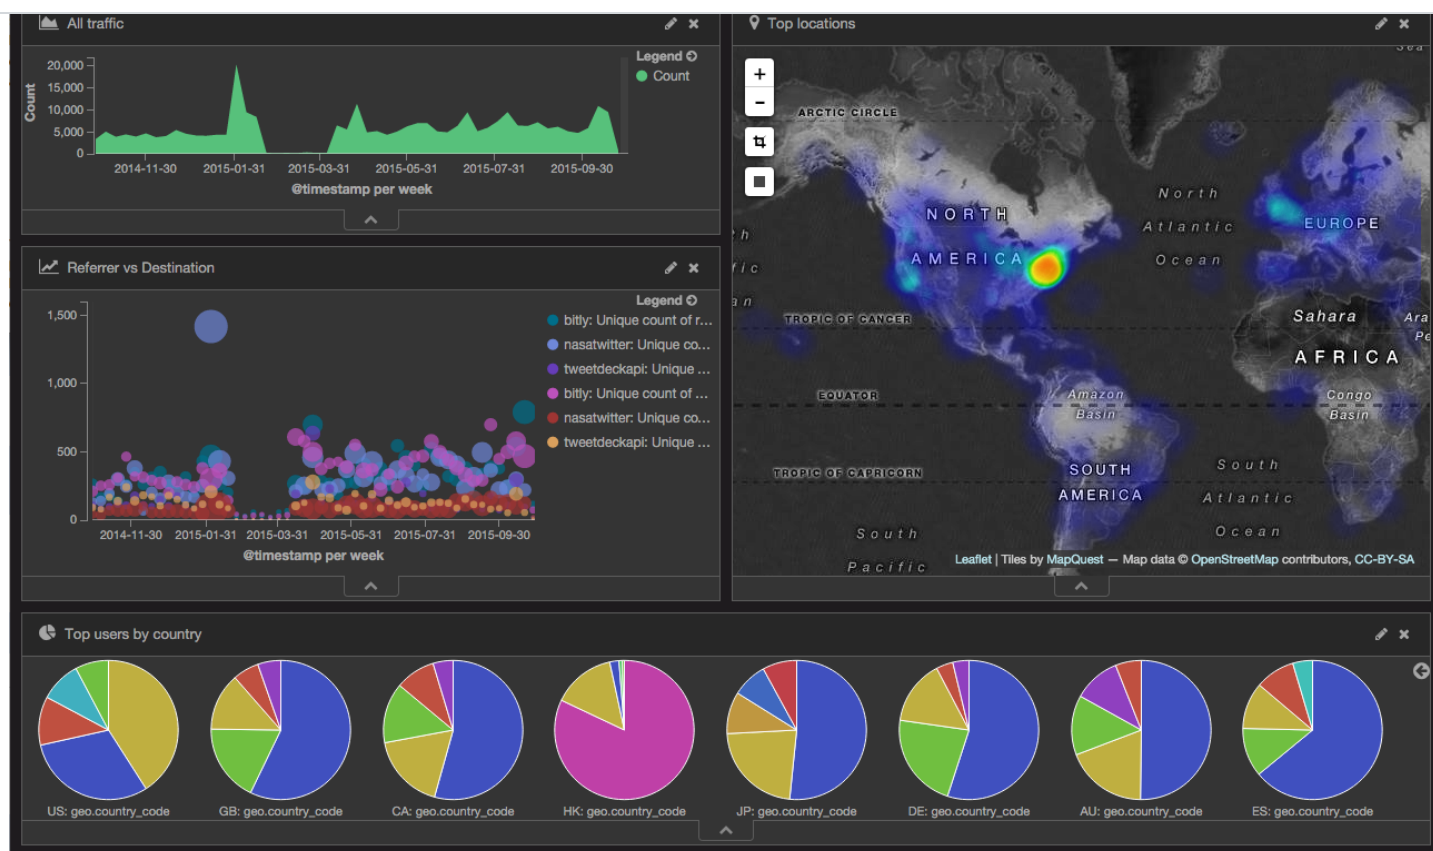 All traffic
Legend
Count
20,000
15,000
10,000
5,000
0
Count
2014-11-30 2015-01-31 2015-03-31 2015-05-31 2015-07-31 2015-09-30
@timestamp per week
Referrer vs Destination
Legend
bitly: Unique count of r...
nasatwitter: Unique co...
tweetdeckapi: Unique ...
bitly: Unique count of ...
nasatwitter: Unique co...
tweetdeckapi: Unique ...
1,500
1,000
500
0
2014-11-30 2015-01-31 2015-03-31 2015-05-31 2015-07-31 2015-09-30
@timestamp per week
Top locations
+
-
ARCTIC CIRCLE
North
Atlantic
Ocean
NORTH
AMERICA
EUROPE
TROPIC OF CANCER
Sahara
AFRICA
EQUATOR
Amazon
Basin
Congo
Basin
TROPIC OF CAPRICORN
SOUTH
AMERICA
South
Atlantic
Ocean
South
Pacific
Leaflet | Tiles by MapQuest — Map data © OpenStreetMap contributors, CC-BY-SA
Top users by country
US: geo.country_code GB: geo.country_code CA: geo.country_code HK: geo.country_code JP: geo.country_code DE: geo.country_code AU: geo.country_code ES: geo.country_code